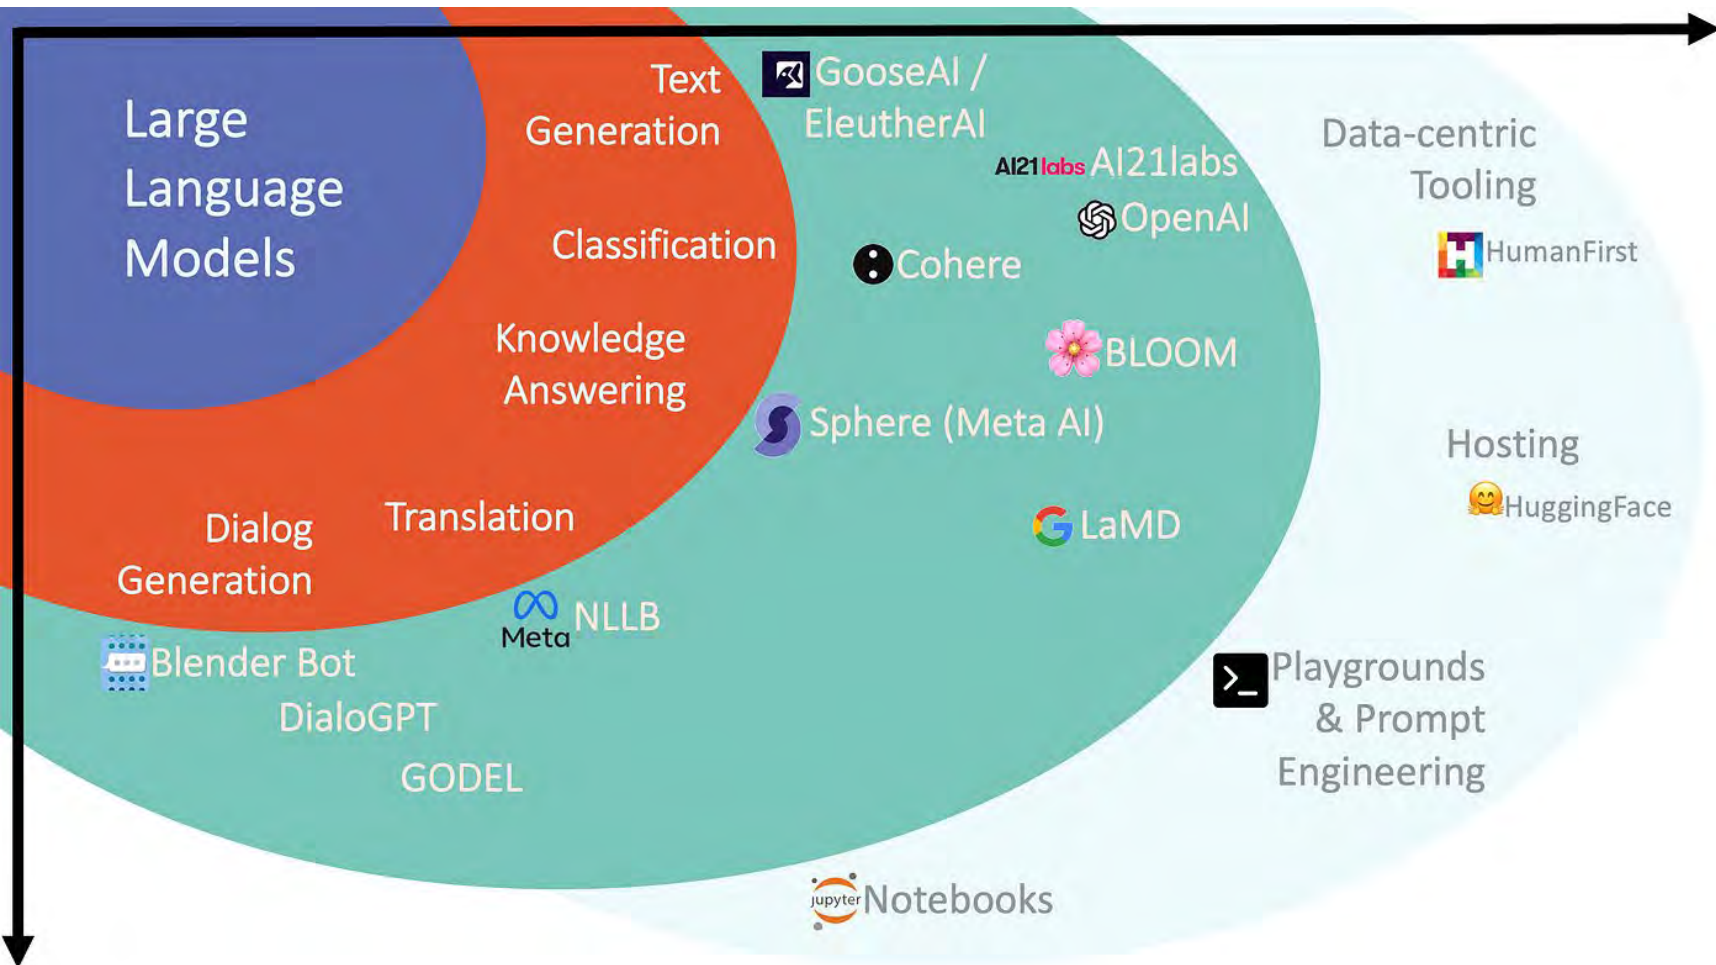 Large
Language
Models
Text
Generation
Classification
Knowledge
Answering
Translation
Dialog
Generation
GooseAI /
EleutherAI
AI21labs AI21labs
OpenAI
Cohere
BLOOM
Sphere (Meta AI)
LaMD
Meta
NLLB
Blender Bot
DialoGPT
GODEL
Data-centric
Tooling
H HumanFirst
Hosting
HuggingFace
>_ Playgrounds
& Prompt
Engineering
jupyter Notebooks